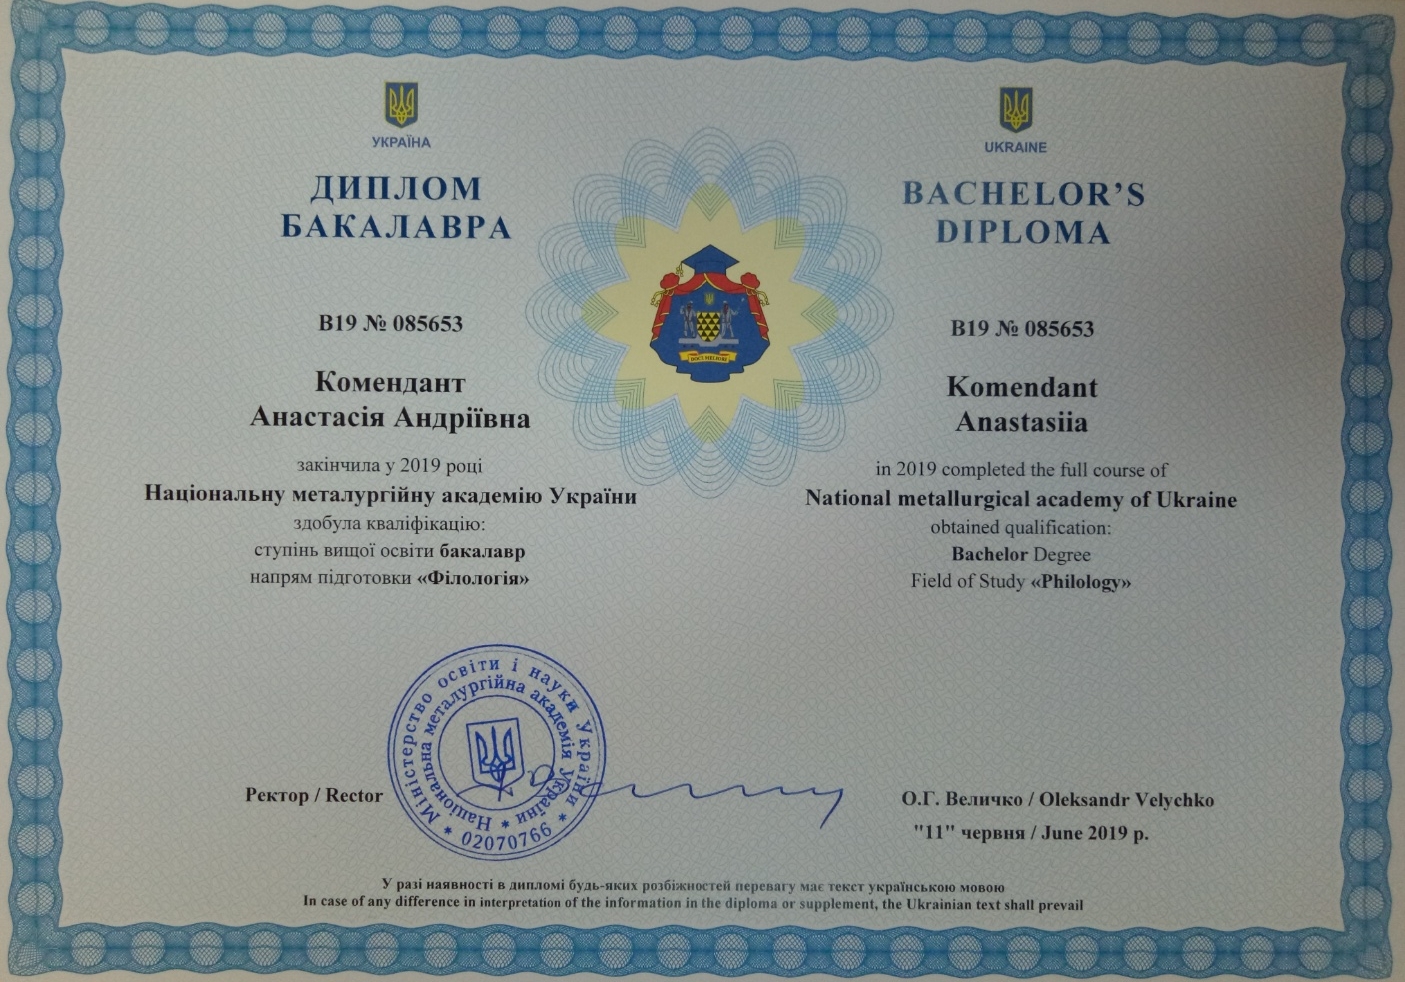 УКРАЇНА
ДИПЛОМ
БАКАЛАВРА
B19 № 085653
Комендант
Анастасія Андріївна
закінчила у 2019 році
Національну металургійну академію України
здобула кваліфікацію:
ступінь вищої освіти бакалавр
напрям підготовки «Філологія»
UKRAINE
BACHELOR’S
DIPLOMA
B19 № 085653
Komendant
Anastasiia
in 2019 completed the full course of
National metallurgical academy of Ukraine
obtained qualification:
Bachelor Degree
Field of Study «Philology»
Міністерство освіти і науки України
Національна металургійна академія України
* 02070766 *
Ректор / Rector
О.Г. Величко / Oleksandr Velychko
"11" червня / June 2019 р.
У разі наявності в дипломі будь-яких розбіжностей перевагу має текст українською мовою
In case of any difference in interpretation of the information in the diploma or supplement, the Ukrainian text shall prevail